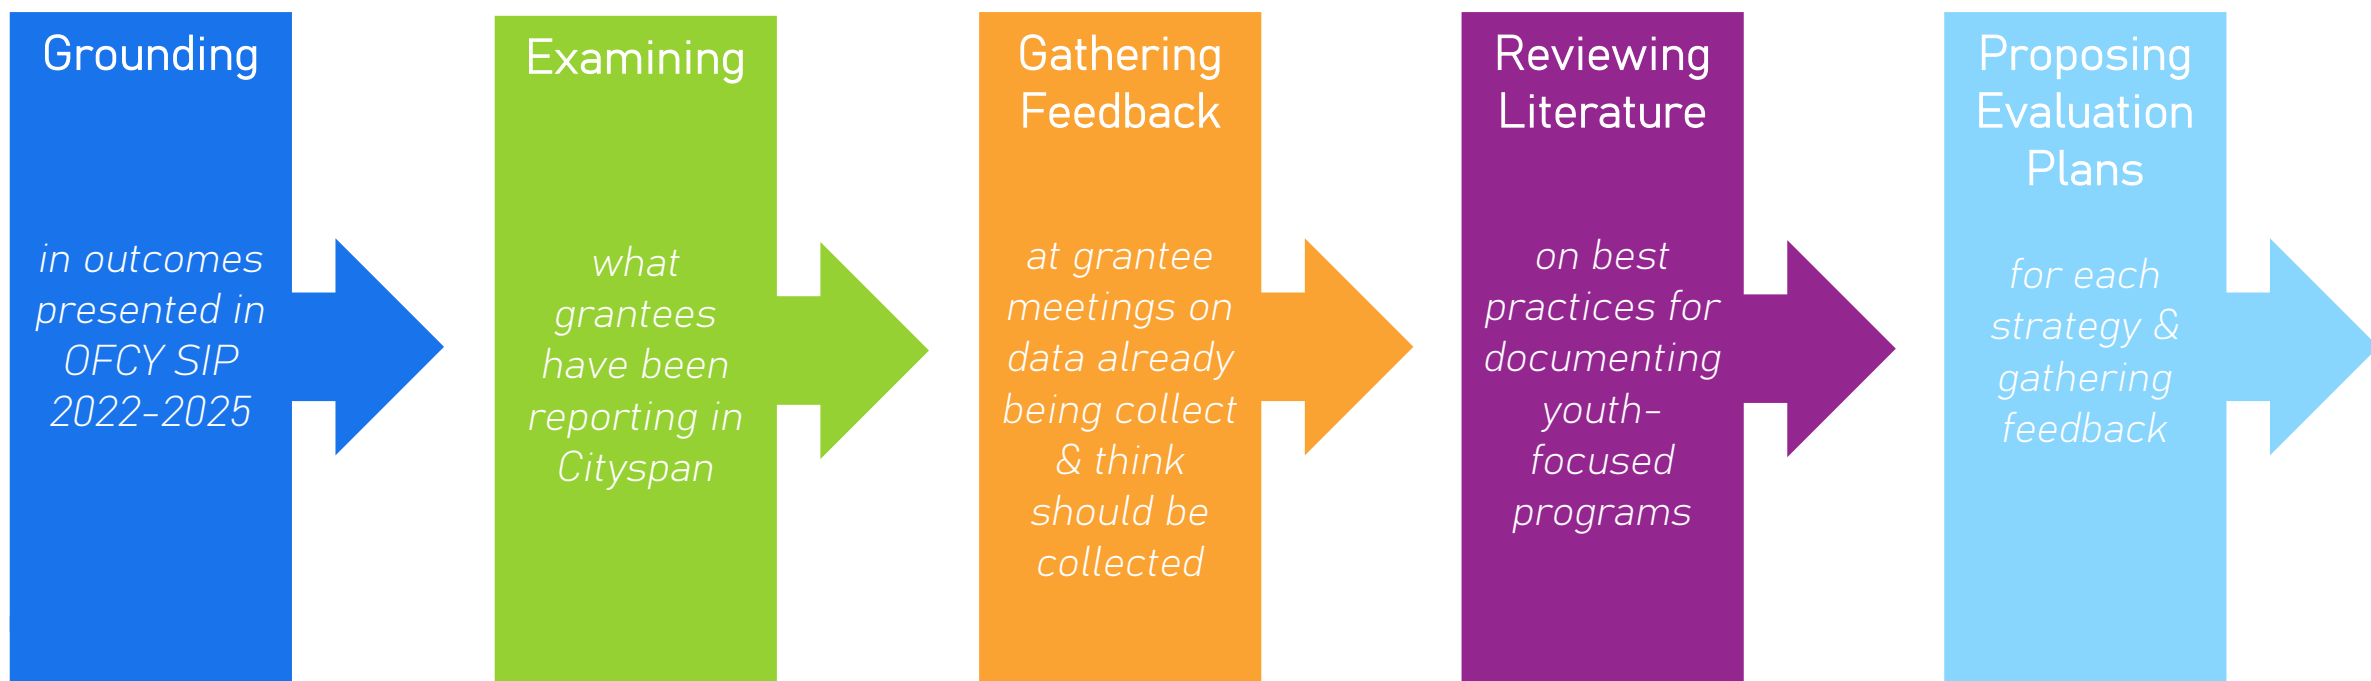 Grounding
in outcomes
presented in
OFCY SIP
2022-2025
Examining
what
grantees
have been
reporting in
Cityspan
Gathering
Feedback
at grantee
meetings on
data already
being collect
& think
should be
collected
Reviewing
Literature
on best
practices for
documenting
youth-
focused
programs
Proposing
Evaluation
Plans
for each
strategy &
gathering
feedback